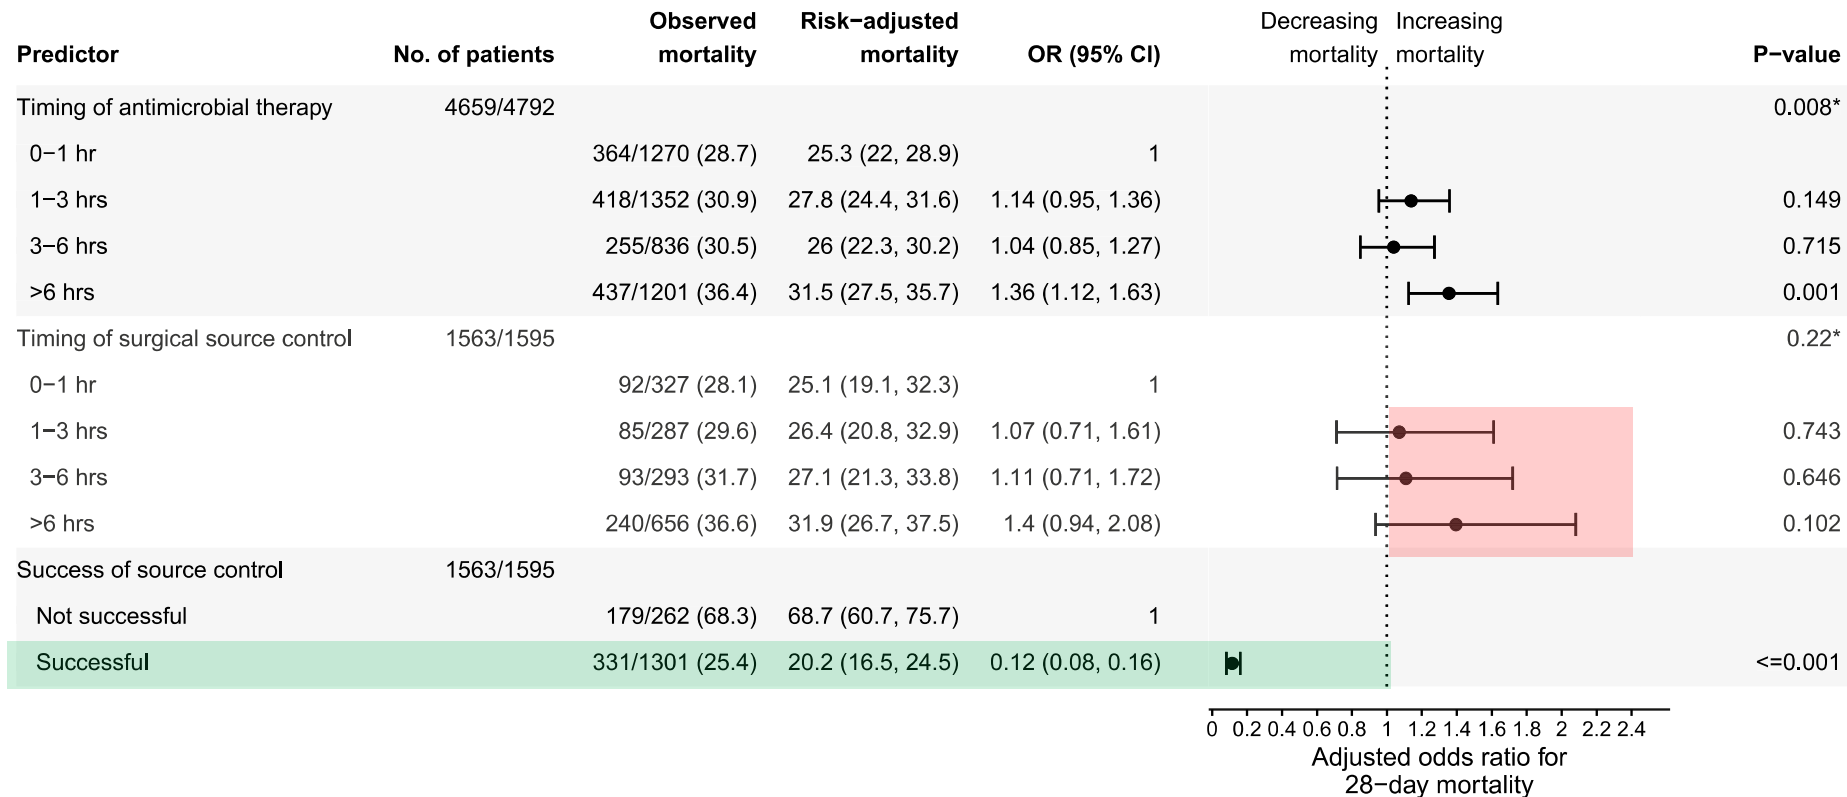 Predictor No. of patients Observed mortality Risk−adjusted mortality OR (95% CI) Decreasing mortality Increasing mortality P−value
Timing of antimicrobial therapy 4659/4792 0.008*
0−1 hr 364/1270 (28.7) 25.3 (22, 28.9) 1
1−3 hrs 418/1352 (30.9) 27.8 (24.4, 31.6) 1.14 (0.95, 1.36) 0.149
3−6 hrs 255/836 (30.5) 26 (22.3, 30.2) 1.04 (0.85, 1.27) 0.715
>6 hrs 437/1201 (36.4) 31.5 (27.5, 35.7) 1.36 (1.12, 1.63) 0.001
Timing of surgical source control 1563/1595 0.22*
0−1 hr 92/327 (28.1) 25.1 (19.1, 32.3) 1
1−3 hrs 85/287 (29.6) 26.4 (20.8, 32.9) 1.07 (0.71, 1.61) 0.743
3−6 hrs 93/293 (31.7) 27.1 (21.3, 33.8) 1.11 (0.71, 1.72) 0.646
>6 hrs 240/656 (36.6) 31.9 (26.7, 37.5) 1.4 (0.94, 2.08) 0.102
Success of source control 1563/1595
Not successful 179/262 (68.3) 68.7 (60.7, 75.7) 1
Successful 331/1301 (25.4) 20.2 (16.5, 24.5) 0.12 (0.08, 0.16) <=0.001
0 0.2 0.4 0.6 0.8 1 1.2 1.4 1.6 1.8 2 2.2 2.4
Adjusted odds ratio for
28−day mortality